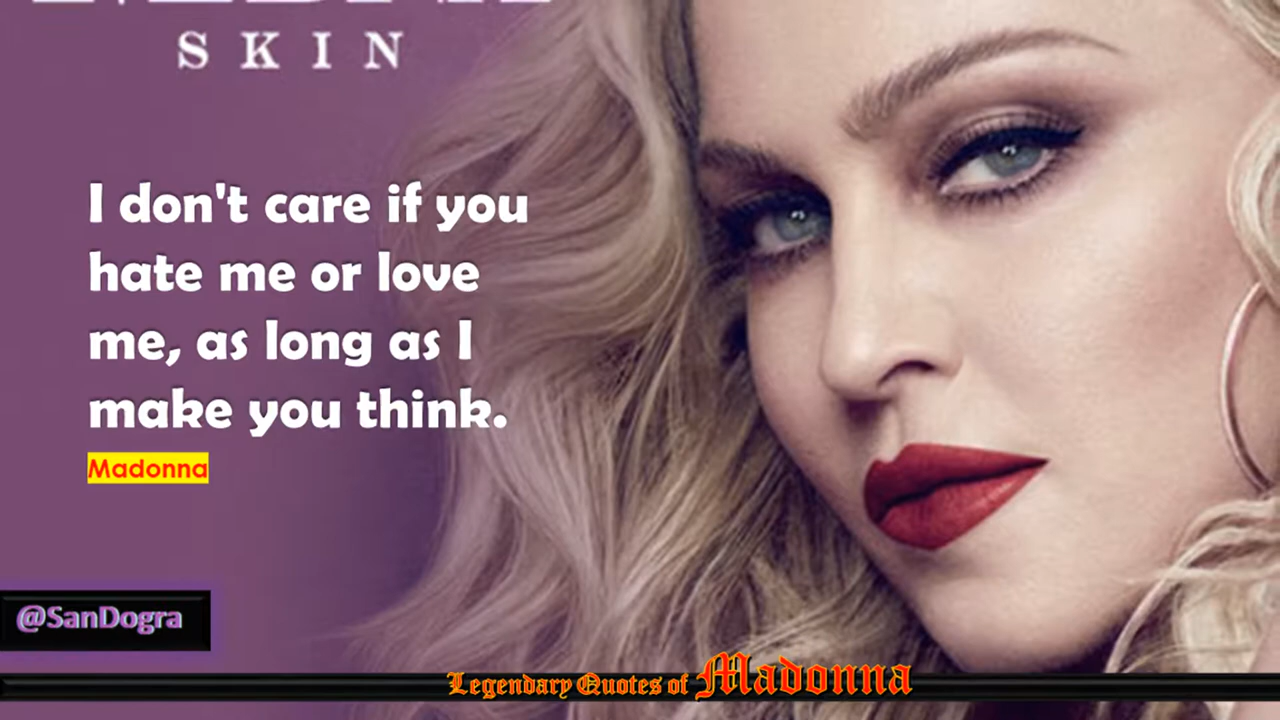 SKIN
I don't care if you
hate me or love
me, as long as I
make you think.
Madonna
@SanDogra
Legendary Quotes of Madonna